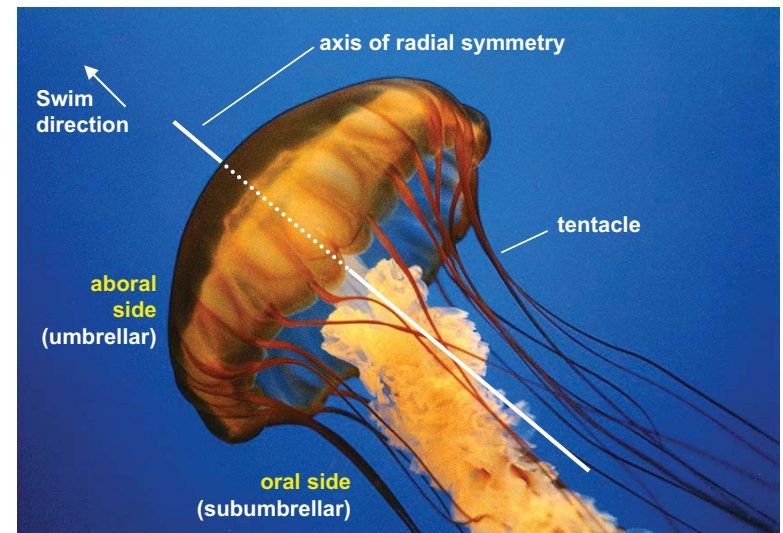 axis of radial symmetry
Swim
direction
tentacle
aboral
side
(umbrellar)
oral side
(subumbrellar)